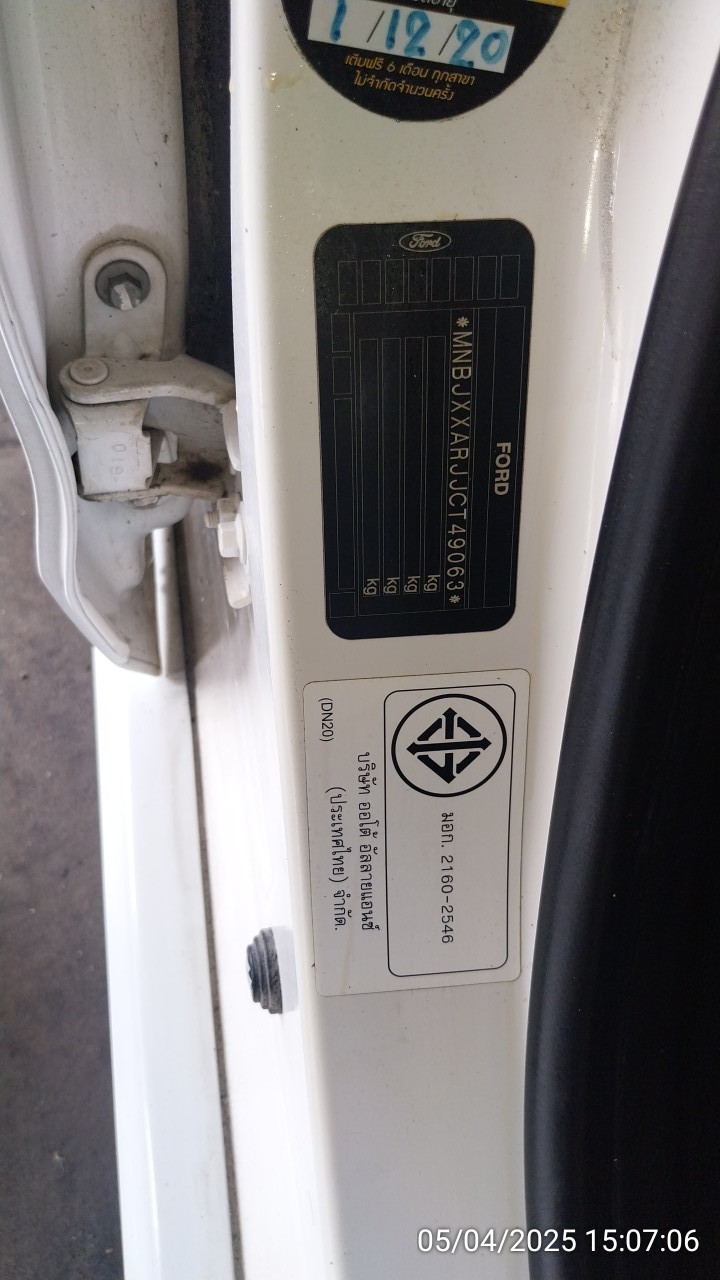 1/12/20
เติมฟรี 6 เดือน ทุกสาขา
ไม่จำกัดจำนวนครั้ง
Ford
FORD
*MNBJXXARJJCT49063*
kg
kg
kg
kg
มอก. 2160-2546
บริษัท ออโต้ อัลลายแอนซ์
(ประเทศไทย) จำกัด.
(DN20)
05/04/2025 15:07:06